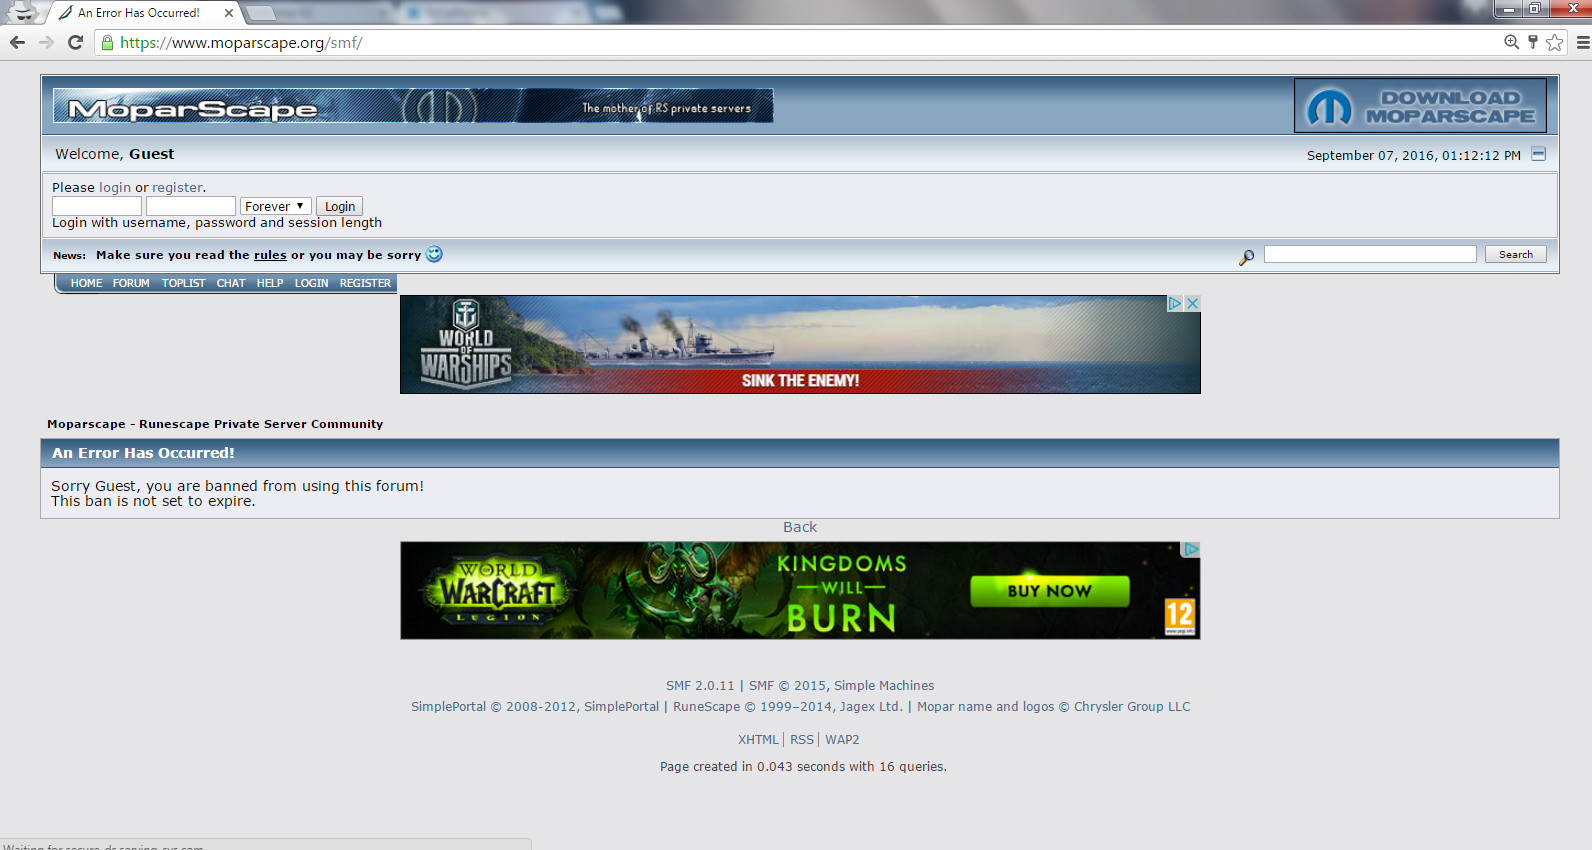 An Error Has Occurred!
https://www.moparscape.org/smf/
MoparScape
The mother of RS private servers
DOWNLOAD
MOPARSCAPE
Welcome, Guest
September 07, 2016, 01:12:12 PM
Please login or register.
Forever
Login
Login with username, password and session length
News: Make sure you read the rules or you may be sorry
Search
HOME FORUM TOPLIST CHAT HELP LOGIN REGISTER
WORLD
OF
WARSHIPS
SINK THE ENEMY!
Moparscape - Runescape Private Server Community
An Error Has Occurred!
Sorry Guest, you are banned from using this forum!
This ban is not set to expire.
Back
WORLD
WARCRAFT
LEGION
KINGDOMS
WILL
BURN
BUY NOW
12
www.pegi.info
SMF 2.0.11 | SMF © 2015, Simple Machines
SimplePortal © 2008-2012, SimplePortal | RuneScape © 1999–2014, Jagex Ltd. | Mopar name and logos © Chrysler Group LLC
XHTML | RSS | WAP2
Page created in 0.043 seconds with 16 queries.
Waiting for